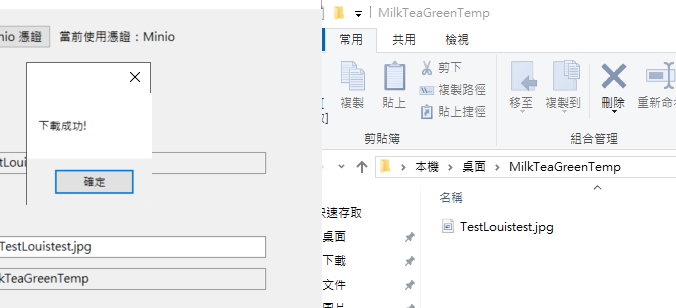 nio 憑證 當前使用憑證：Minio
下載成功!
確定
TestLouistest.jpg
kTeaGreenTemp
MilkTeaGreenTemp
常用 共用 檢視
複製
貼上
剪下
複製路徑
貼上捷徑
剪貼簿
移至
複製到
刪除
重新命
組合管理
本機 桌面 MilkTeaGreenTemp
名稱
TestLouistest.jpg
快速存取
桌面
下載
文件
圖片